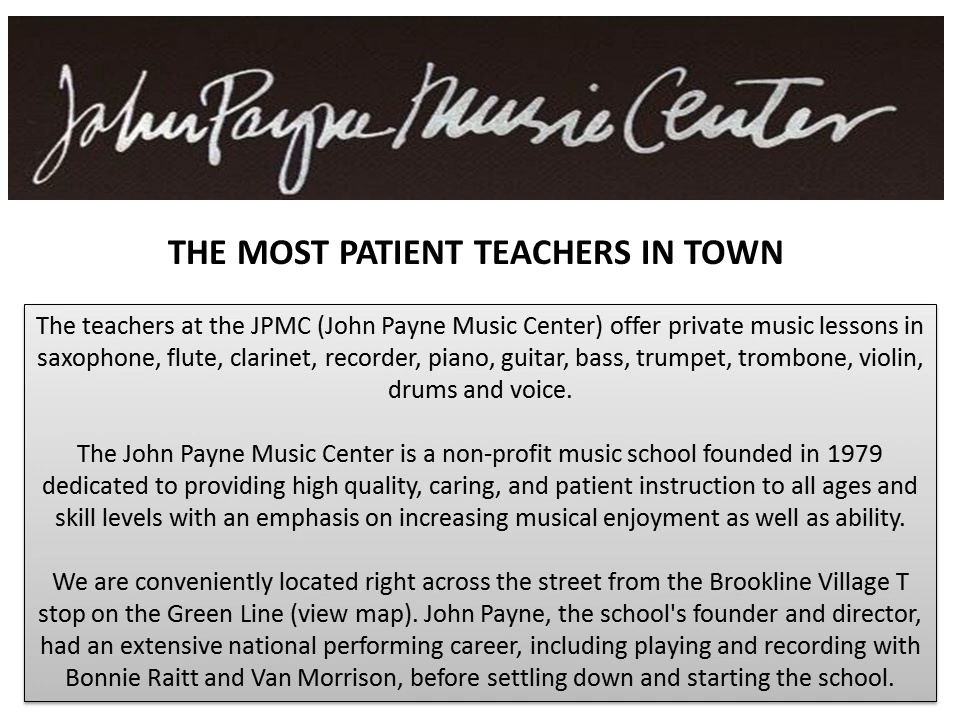 John Payne Music Center
THE MOST PATIENT TEACHERS IN TOWN
The teachers at the JPMC (John Payne Music Center) offer private music lessons in
saxophone, flute, clarinet, recorder, piano, guitar, bass, trumpet, trombone, violin,
drums and voice.
The John Payne Music Center is a non-profit music school founded in 1979
dedicated to providing high quality, caring, and patient instruction to all ages and
skill levels with an emphasis on increasing musical enjoyment as well as ability.
We are conveniently located right across the street from the Brookline Village T
stop on the Green Line (view map). John Payne, the school's founder and director,
had an extensive national performing career, including playing and recording with
Bonnie Raitt and Van Morrison, before settling down and starting the school.